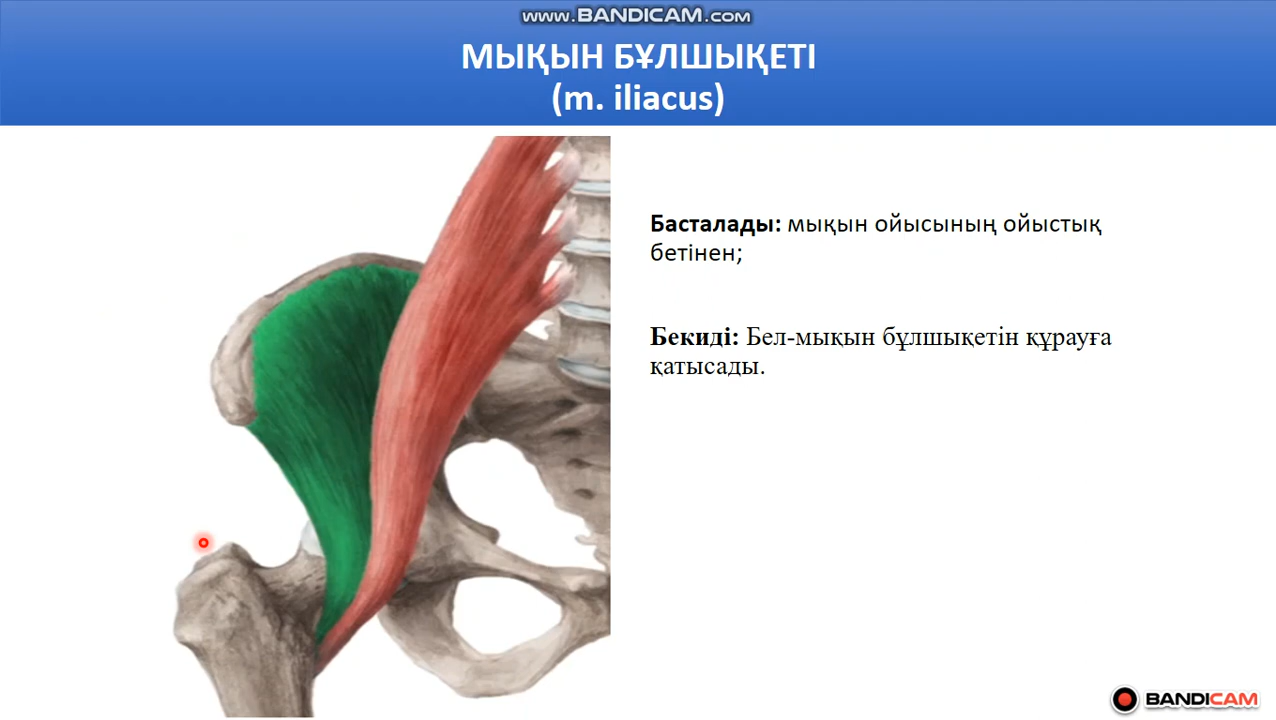 WWW.BANDICAM.COM
МЫҚЫН БҰЛШЫҚЕТІ
(m. iliacus)
Басталады: мықын ойысының ойыстық
бетінен;
Бекиді: Бел-мықын бұлшықетін құрауға
қатысады.
BANDICAM